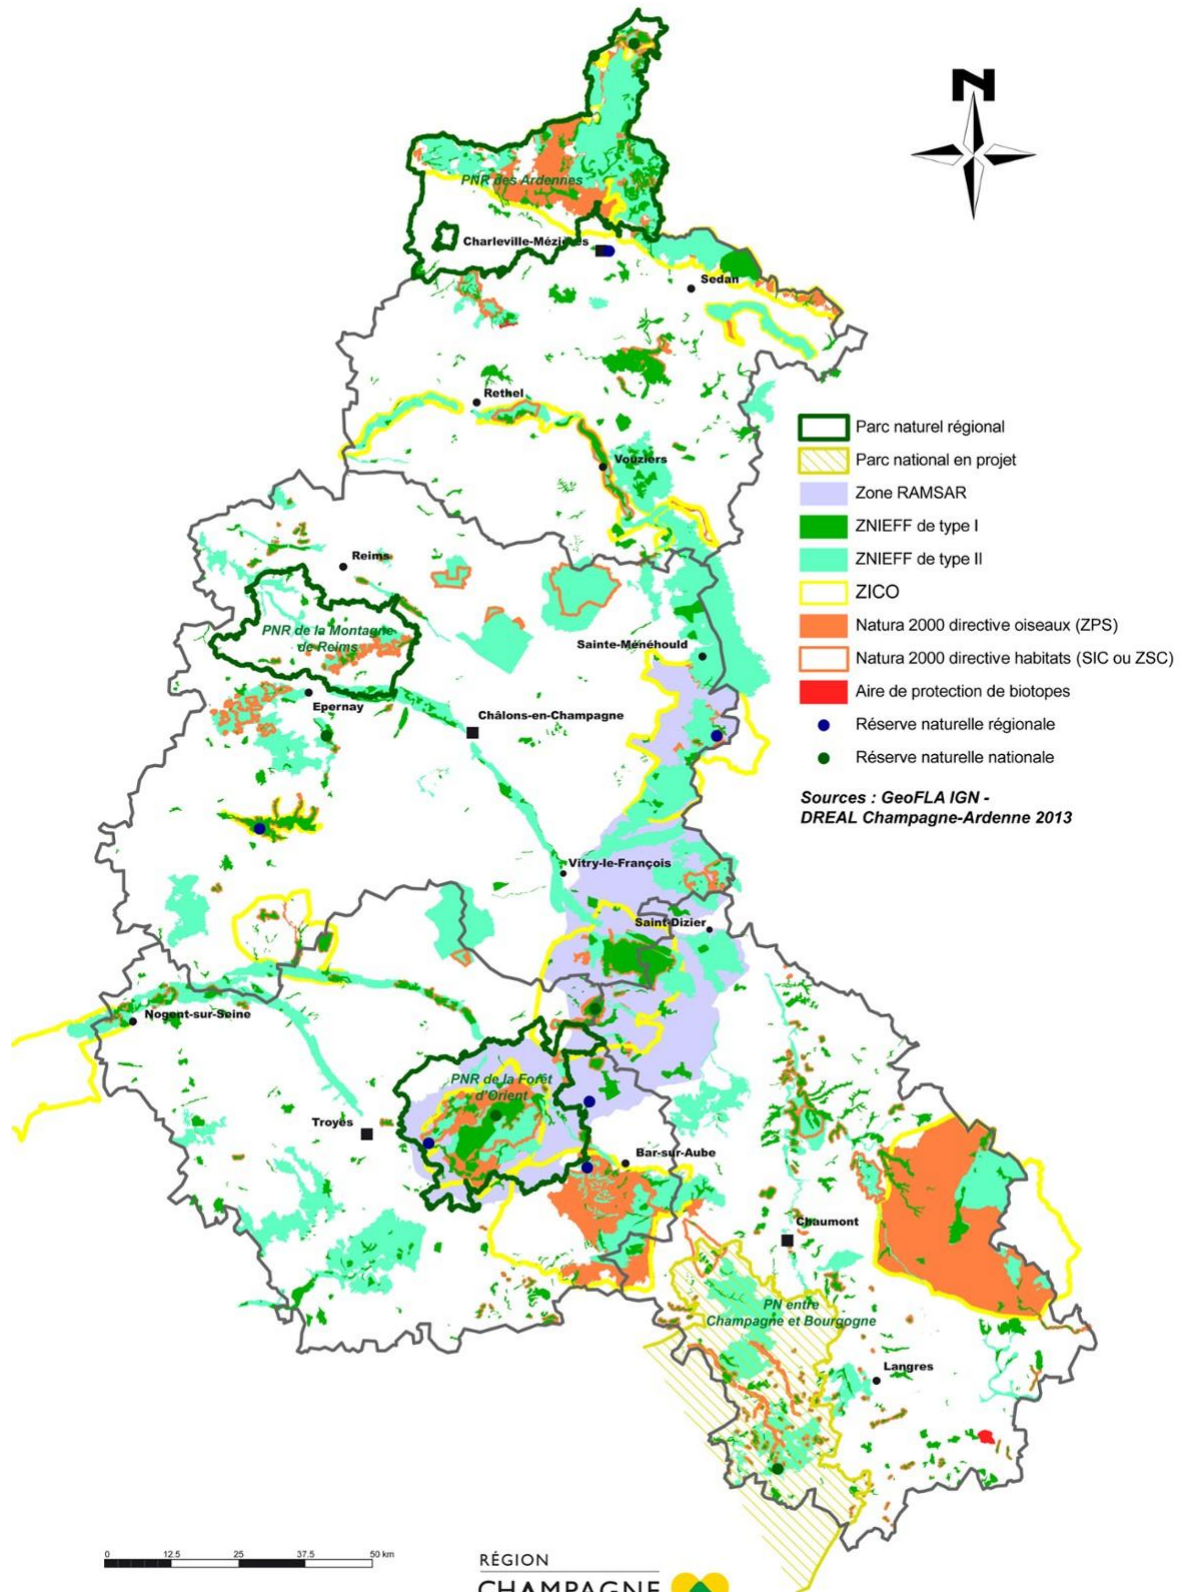 N
PNR des Ardennes
Charleville-Mézières
Sedan
Rethel
Vouziers
Parc naturel régional
Parc national en projet
Zone RAMSAR
ZNIEFF de type I
ZNIEFF de type II
ZICO
Natura 2000 directive oiseaux (ZPS)
Natura 2000 directive habitats (SIC ou ZSC)
Aire de protection de biotopes
Réserve naturelle régionale
Réserve naturelle nationale
Sources : GeoFLA IGN -
DREAL Champagne-Ardenne 2013
Reims
PNR de la Montagne
de Reims
Sainte-Ménéhould
Epernay
Châlons-en-Champagne
Vitry-le-François
Saint-Dizier
Nogent-sur-Seine
PNR de la Forêt
d'Orient
Troyes
Bar-sur-Aube
Chaumont
PN entre
Champagne et Bourgogne
Langres
0 12.5 25 37.5 50 km
RÉGION
CHAMPAGNE